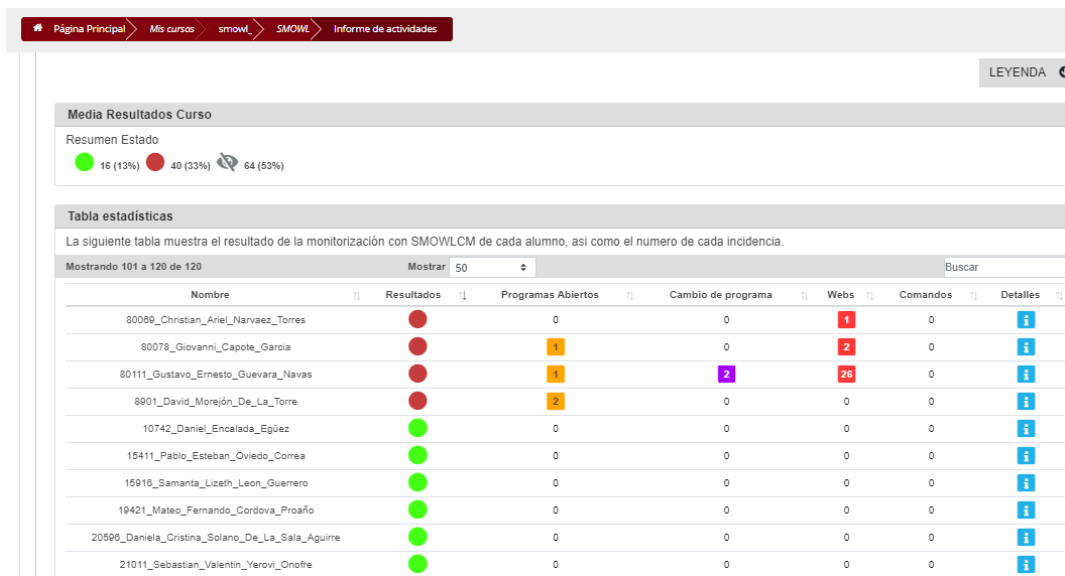 Página Principal Mis cursos smowl_ SMOWL Informe de actividades
LEYENDA
Media Resultados Curso
Resumen Estado
16 (13%) 40 (33%) 64 (53%)
Tabla estadísticas
La siguiente tabla muestra el resultado de la monitorización con SMOWLCM de cada alumno, asi como el numero de cada incidencia.
Mostrando 101 a 120 de 120 Mostrar 50 Buscar
Nombre Resultados Programas Abiertos Cambio de programa Webs Comandos Detalles
80069_Christian_Ariel_Narvaez_Torres 0 0 1 0 i
80078_Giovanni_Capote_Garcia 1 0 2 0 i
80111_Gustavo_Ernesto_Guevara_Navas 1 2 26 0 i
8901_David_Morejón_De_La_Torre 2 0 0 0 i
10742_Daniel_Encalada_Egüez 0 0 0 0 i
15411_Pablo_Esteban_Oviedo_Correa 0 0 0 0 i
15916_Samanta_Lizeth_Leon_Guerrero 0 0 0 0 i
19421_Mateo_Fernando_Cordova_Proaño 0 0 0 0 i
20596_Daniela_Cristina_Solano_De_La_Sala_Aguirre 0 0 0 0 i
21011_Sebastian_Valentin_Yerovi_Onofre 0 0 0 0 i